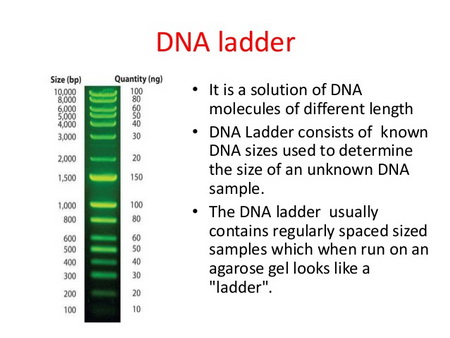 DNA ladder
Size (bp) Quantity (ng)
10,000 100
8,000 80
6,000 60
5,000 50
4,000 40
3,000 30
2,000 20
1,500 150
1,000 100
800 80
600 60
500 50
400 40
300 30
200 20
100 10
• It is a solution of DNA
molecules of different length
• DNA Ladder consists of known
DNA sizes used to determine
the size of an unknown DNA
sample.
• The DNA ladder usually
contains regularly spaced sized
samples which when run on an
agarose gel looks like a
"ladder".